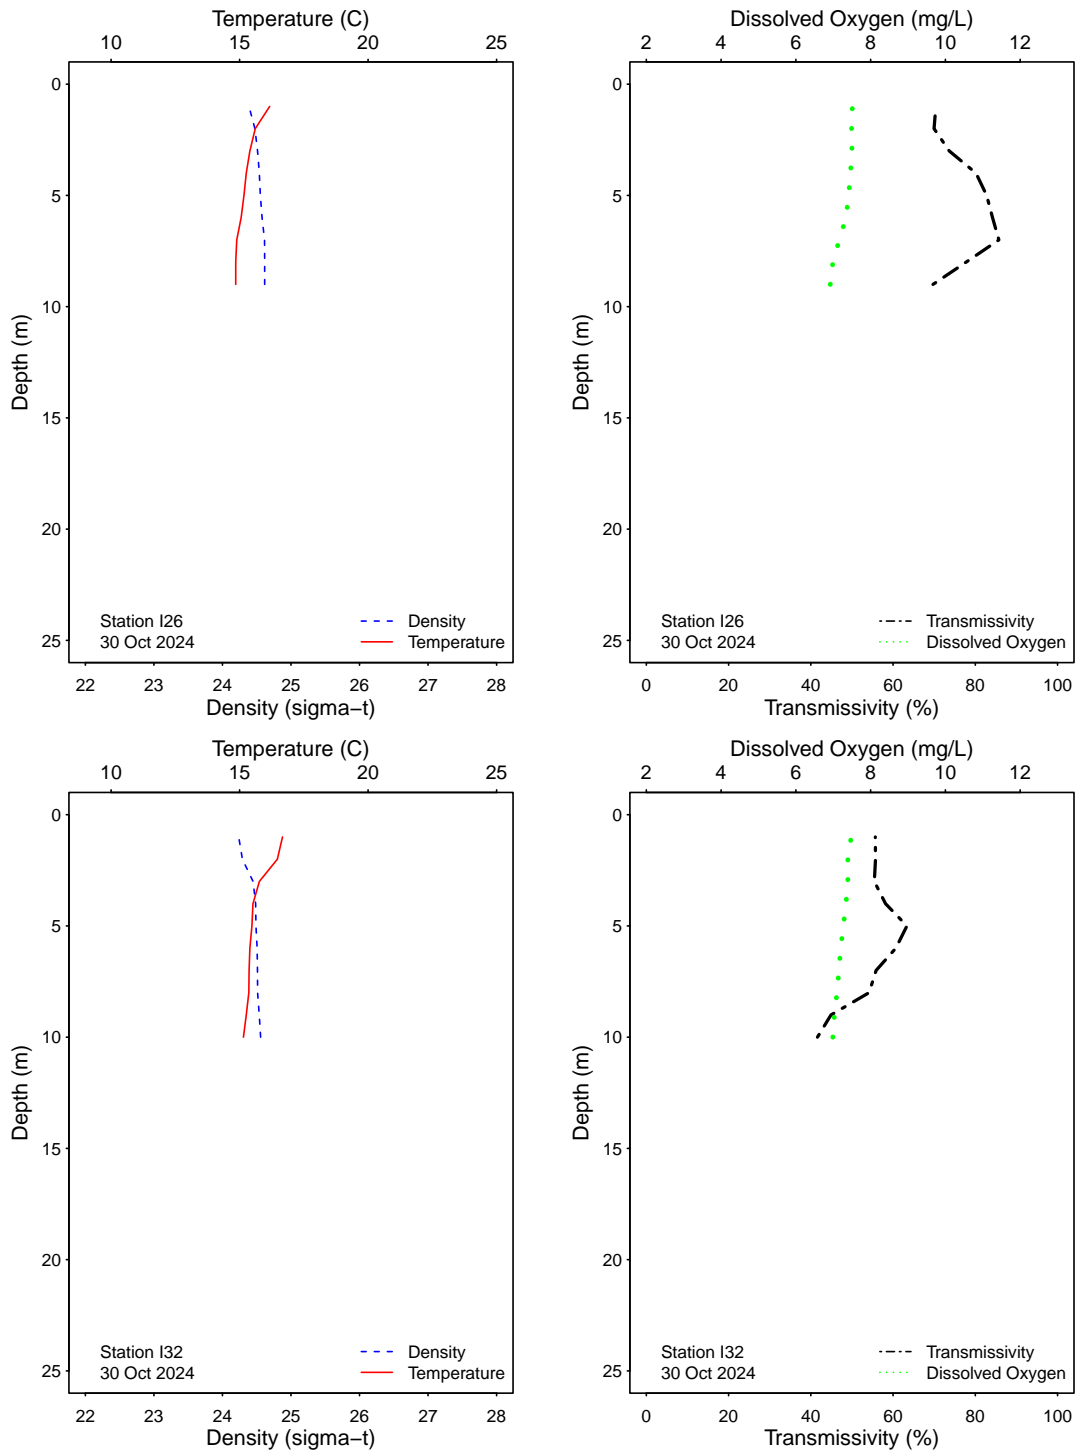 Temperature (C)
10 15 20 25
0
5
10
15
20
25
Depth (m)
Station I26
30 Oct 2024
Density
Temperature
22 23 24 25 26 27 28
Density (sigma−t)
Dissolved Oxygen (mg/L)
2 4 6 8 10 12
0
5
10
15
20
25
Depth (m)
Station I26
30 Oct 2024
Transmissivity
Dissolved Oxygen
0 20 40 60 80 100
Transmissivity (%)
Temperature (C)
10 15 20 25
0
5
10
15
20
25
Depth (m)
Station I32
30 Oct 2024
Density
Temperature
22 23 24 25 26 27 28
Density (sigma−t)
Dissolved Oxygen (mg/L)
2 4 6 8 10 12
0
5
10
15
20
25
Depth (m)
Station I32
30 Oct 2024
Transmissivity
Dissolved Oxygen
0 20 40 60 80 100
Transmissivity (%)